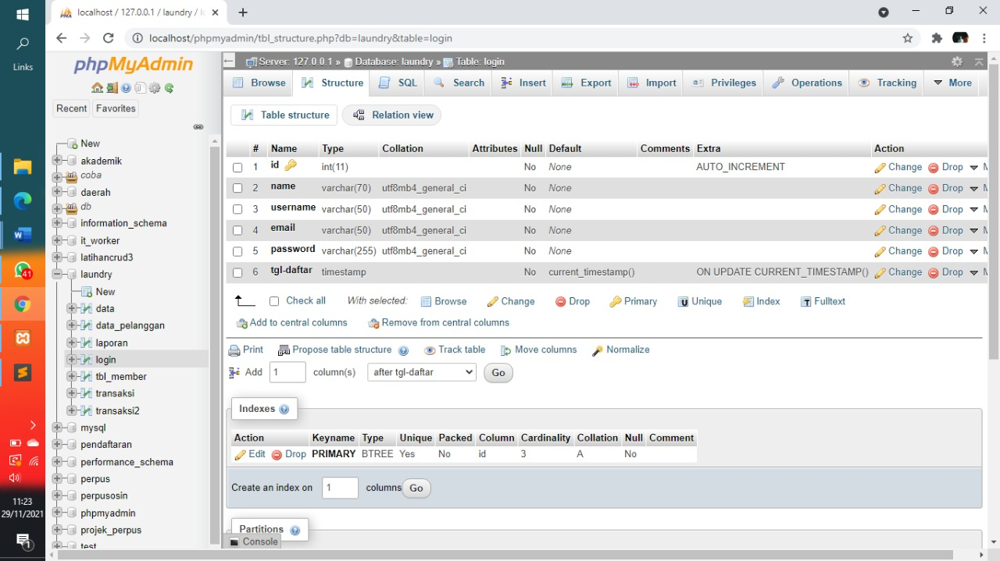 localhost / 127.0.0.1 / laundry /
localhost/phpmyadmin/tbl_structure.php?db=laundry&table=login
Links
41
11:23
29/11/2021
1
phpMyAdmin
Recent Favorites
New
akademik
coba
daerah
db
information_schema
it_worker
latihancrud3
laundry
New
data
data_pelanggan
laporan
login
tbl_member
transaksi
transaksi2
mysql
pendaftaran
performance_schema
perpus
perpusosin
phpmyadmin
projek_perpus
test
Server: 127.0.0.1 » Database: laundry » Table: login
Browse Structure SQL Search Insert Export Import Privileges Operations Tracking More
Table structure Relation view
# Name Type Collation Attributes Null Default Comments Extra Action
1 id int(11) No None AUTO_INCREMENT Change Drop
2 name varchar(70) utf8mb4_general_ci No None Change Drop
3 username varchar(50) utf8mb4_general_ci No None Change Drop
4 email varchar(50) utf8mb4_general_ci No None Change Drop
5 password varchar(255) utf8mb4_general_ci No None Change Drop
6 tgl-daftar timestamp No current_timestamp() ON UPDATE CURRENT_TIMESTAMP() Change Drop
Check all With selected: Browse Change Drop Primary Unique Index Fulltext
Add to central columns Remove from central columns
Print Propose table structure Track table Move columns Normalize
Add 1 column(s) after tgl-daftar Go
Indexes
Action Keyname Type Unique Packed Column Cardinality Collation Null Comment
Edit Drop PRIMARY BTREE Yes No id 3 A No
Create an index on 1 columns Go
Partitions
Console